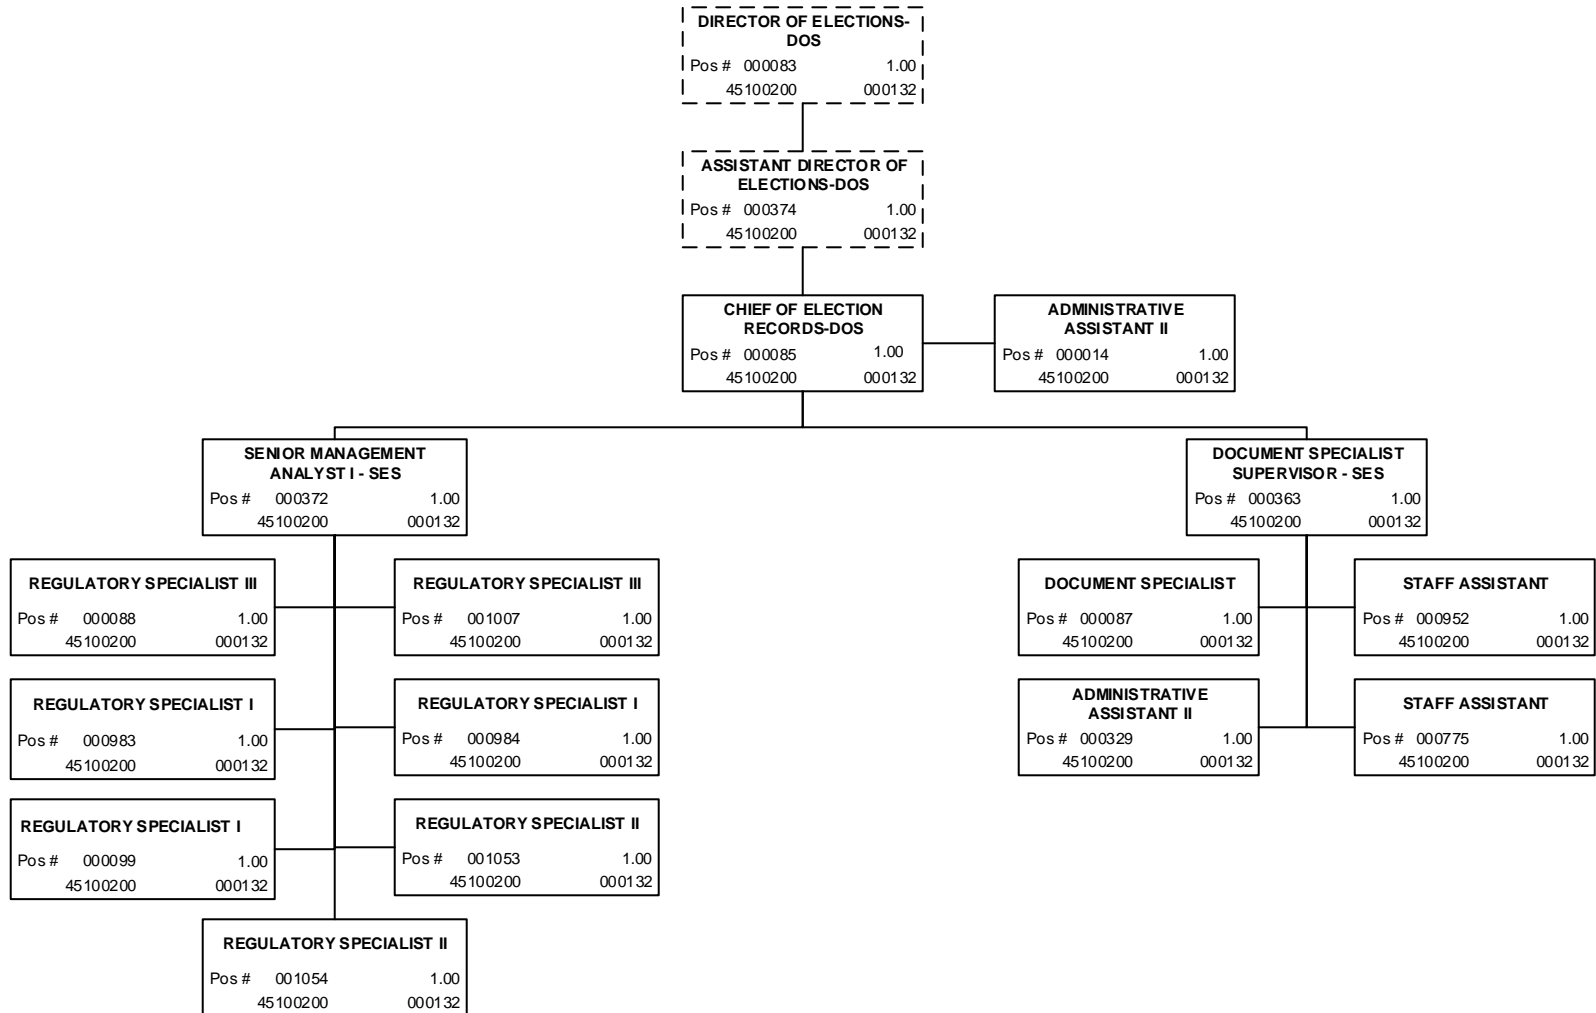 DIRECTOR OF ELECTIONS-
DOS
Pos # 000083 1.00
45100200 000132
ASSISTANT DIRECTOR OF
ELECTIONS-DOS
Pos # 000374 1.00
45100200 000132
CHIEF OF ELECTION
RECORDS-DOS
Pos # 000085 1.00
45100200 000132
ADMINISTRATIVE
ASSISTANT II
Pos # 000014 1.00
45100200 000132
SENIOR MANAGEMENT
ANALYST I - SES
Pos # 000372 1.00
45100200 000132
DOCUMENT SPECIALIST
SUPERVISOR - SES
Pos # 000363 1.00
45100200 000132
REGULATORY SPECIALIST III
Pos # 000088 1.00
45100200 000132
REGULATORY SPECIALIST III
Pos # 001007 1.00
45100200 000132
DOCUMENT SPECIALIST
Pos # 000087 1.00
45100200 000132
STAFF ASSISTANT
Pos # 000952 1.00
45100200 000132
REGULATORY SPECIALIST I
Pos # 000983 1.00
45100200 000132
REGULATORY SPECIALIST I
Pos # 000984 1.00
45100200 000132
ADMINISTRATIVE
ASSISTANT II
Pos # 000329 1.00
45100200 000132
STAFF ASSISTANT
Pos # 000775 1.00
45100200 000132
REGULATORY SPECIALIST I
Pos # 000099 1.00
45100200 000132
REGULATORY SPECIALIST II
Pos # 001053 1.00
45100200 000132
REGULATORY SPECIALIST II
Pos # 001054 1.00
45100200 000132